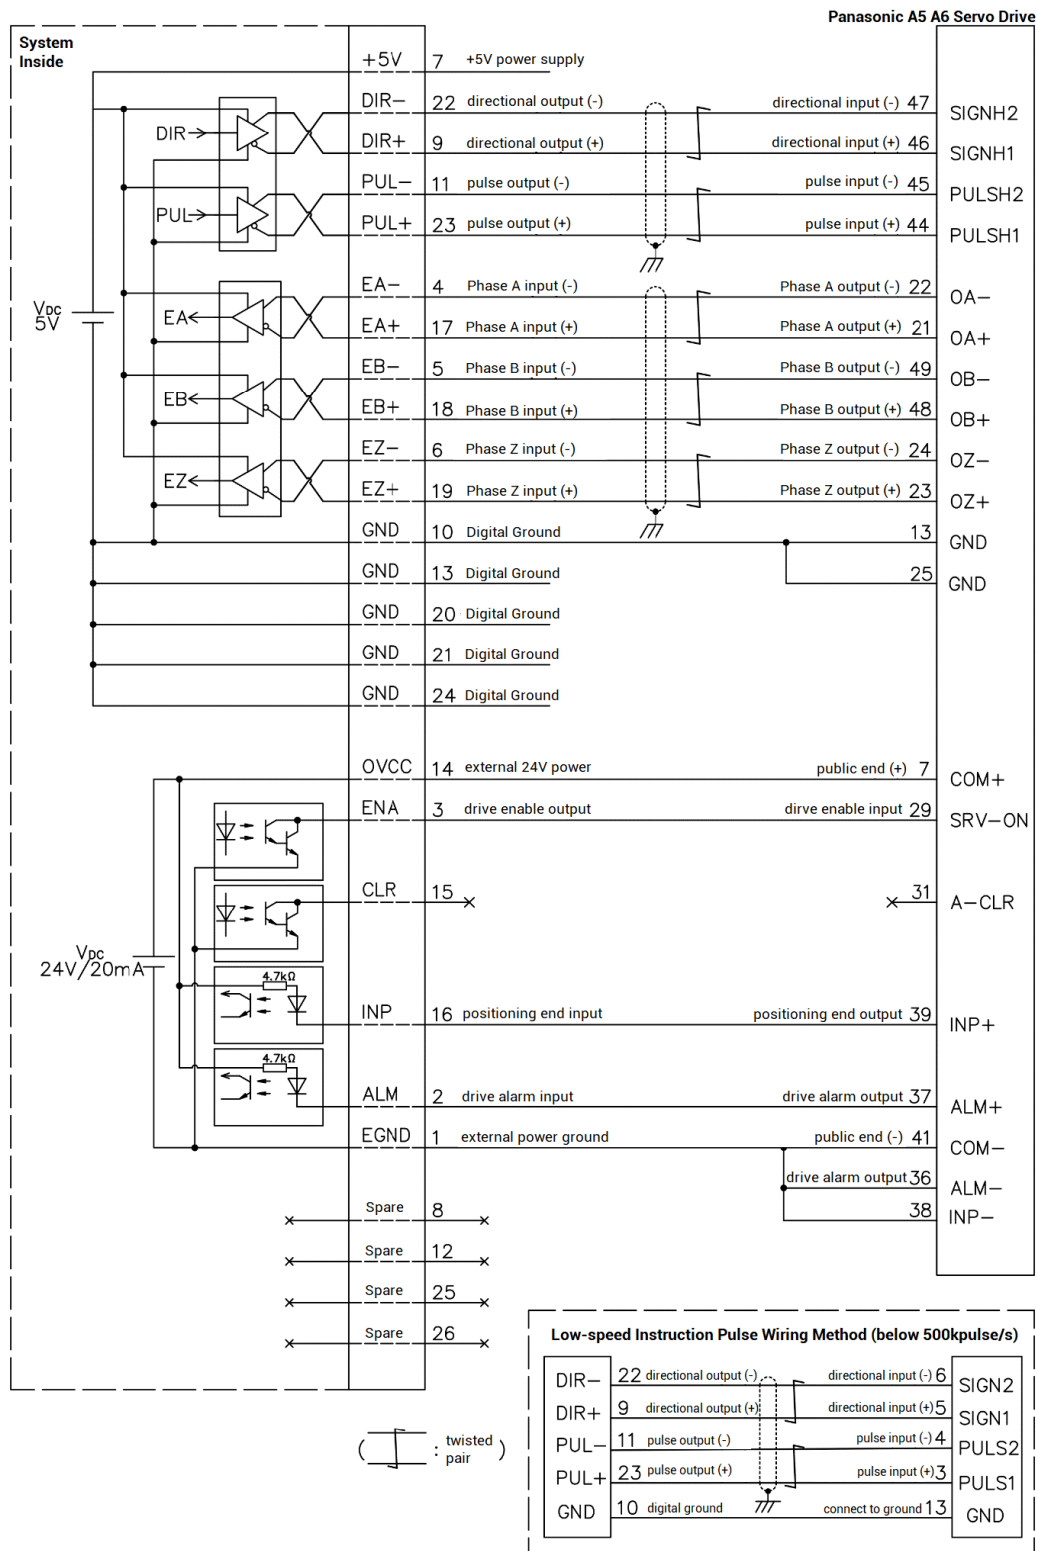 Panasonic A5 A6 Servo Drive
System
Inside
+5V 7 +5V power supply
DIR- 22 directional output (-) directional input (-) 47 SIGNH2
DIR
DIR+ 9 directional output (+) directional input (+) 46 SIGNH1
PUL- 11 pulse output (-) pulse input (-) 45 PULSH2
PUL
PUL+ 23 pulse output (+) pulse input (+) 44 PULSH1
EA- 4 Phase A input (-) Phase A output (-) 22 OA-
VDC
5V
EA
EA+ 17 Phase A input (+) Phase A output (+) 21 OA+
EB- 5 Phase B input (-) Phase B output (-) 49 OB-
EB
EB+ 18 Phase B input (+) Phase B output (+) 48 OB+
EZ- 6 Phase Z input (-) Phase Z output (-) 24 OZ-
EZ
EZ+ 19 Phase Z input (+) Phase Z output (+) 23 OZ+
GND 10 Digital Ground 13 GND
GND 13 Digital Ground 25 GND
GND 20 Digital Ground
GND 21 Digital Ground
GND 24 Digital Ground
OVCC 14 external 24V power public end (+) 7 COM+
ENA 3 drive enable output dirve enable input 29 SRV-ON
CLR 15 31 A-CLR
VDC
24V/20mA
4.7kΩ
INP 16 positioning end input positioning end output 39 INP+
4.7kΩ
ALM 2 drive alarm input drive alarm output 37 ALM+
EGND 1 external power ground public end (-) 41 COM-
drive alarm output 36 ALM-
38 INP-
Spare 8
Spare 12
Spare 25
Spare 26
Low-speed Instruction Pulse Wiring Method (below 500kpulse/s)
DIR- 22 directional output (-) directional input (-) 6 SIGN2
DIR+ 9 directional output (+) directional input (+) 5 SIGN1
PUL- 11 pulse output (-) pulse input (-) 4 PULS2
PUL+ 23 pulse output (+) pulse input (+) 3 PULS1
GND 10 digital ground connect to ground 13 GND
( : twisted
pair )